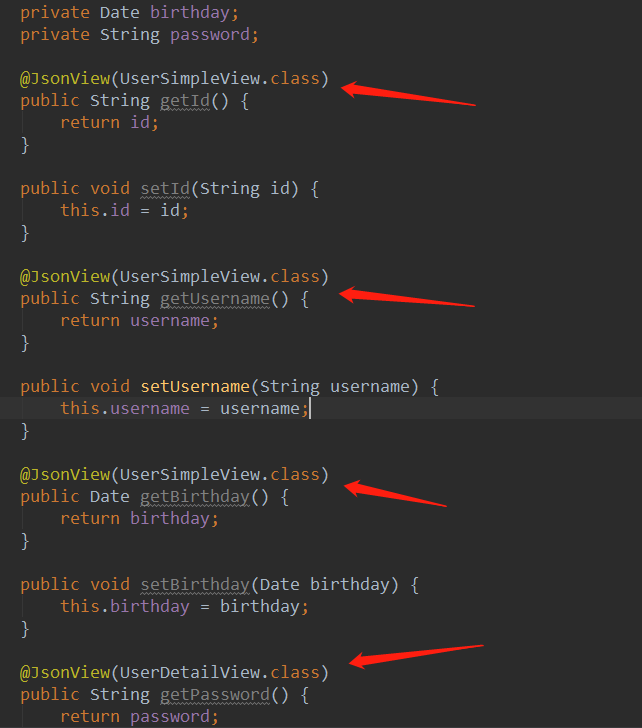 private Date birthday;
private String password;
@JsonView(UserSimpleView.class)
public String getId() {
return id;
}
public void setId(String id) {
this.id = id;
}
@JsonView(UserSimpleView.class)
public String getUsername() {
return username;
}
public void setUsername(String username) {
this.username = username;
}
@JsonView(UserSimpleView.class)
public Date getBirthday() {
return birthday;
}
public void setBirthday(Date birthday) {
this.birthday = birthday;
}
@JsonView(UserDetailView.class)
public String getPassword() {
return password;